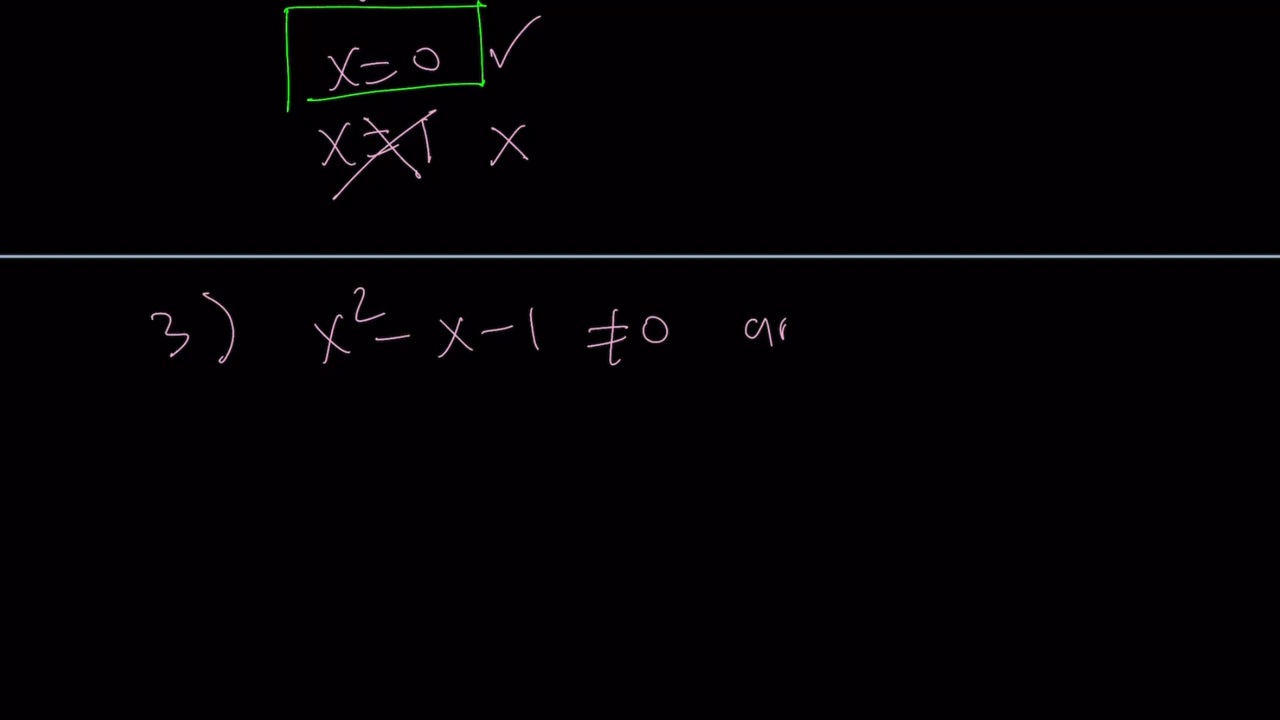 x = 0 ✓
x = 1 x
3) x² - x - 1 ≠ 0